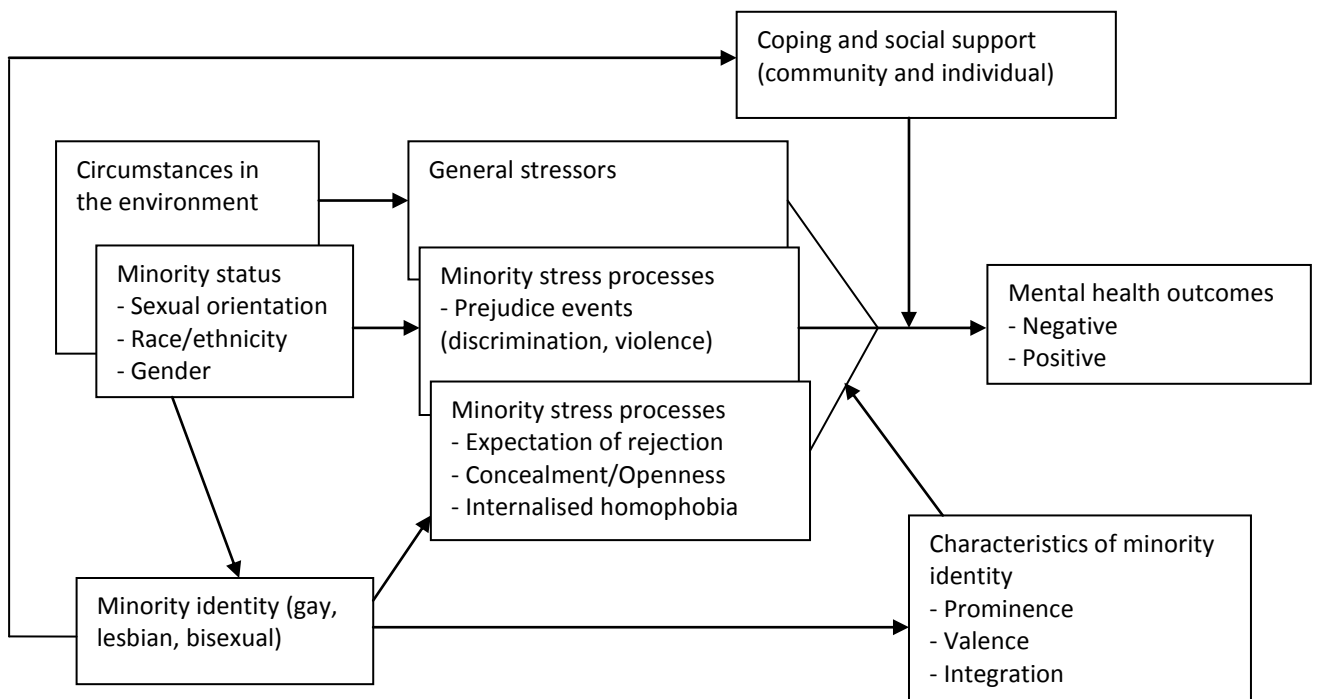 Coping and social support
(community and individual)
Circumstances in
the environment
General stressors
Minority status
- Sexual orientation
- Race/ethnicity
- Gender
Minority stress processes
- Prejudice events
(discrimination, violence)
Mental health outcomes
- Negative
- Positive
Minority stress processes
- Expectation of rejection
- Concealment/Openness
- Internalised homophobia
Characteristics of minority
identity
- Prominence
- Valence
- Integration
Minority identity (gay,
lesbian, bisexual)